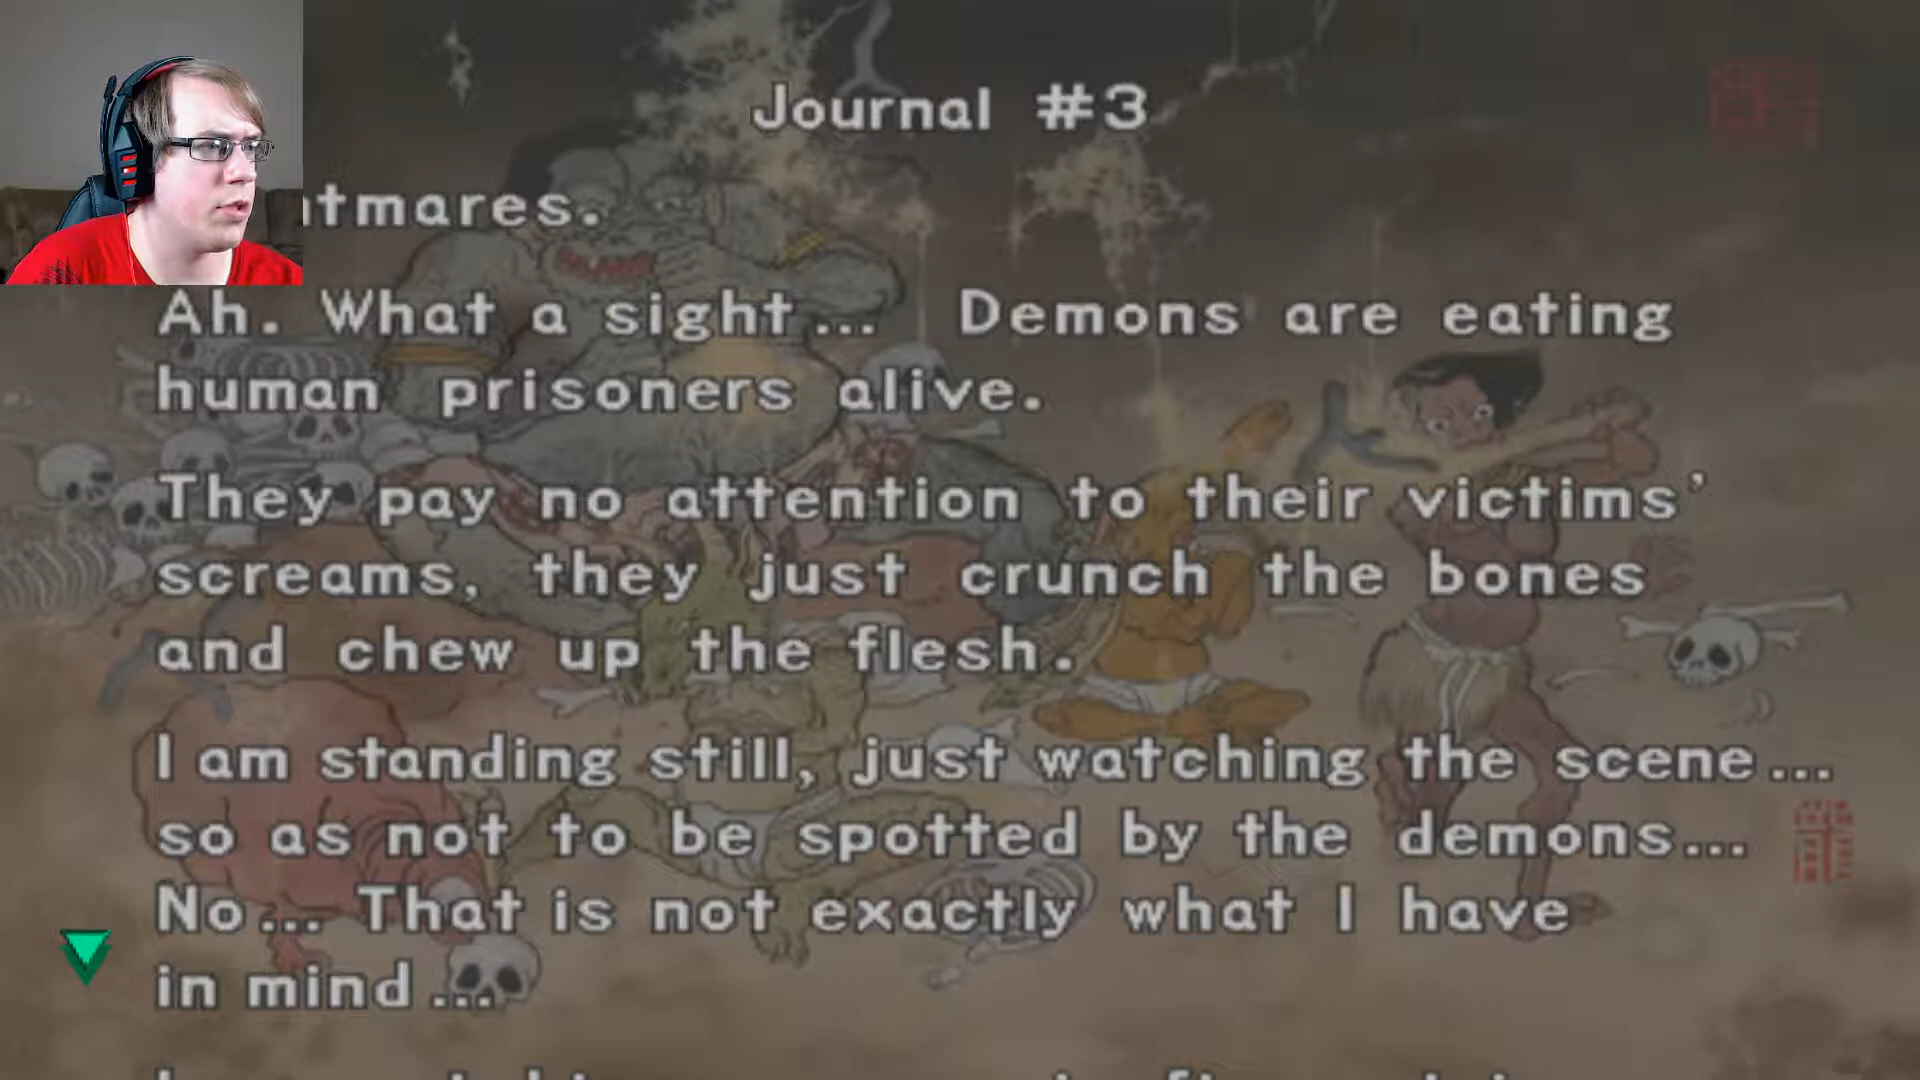 Journal #3
tmares.
Ah. What a sight... Demons are eating
human prisoners alive.
They pay no attention to their victims'
screams, they just crunch the bones
and chew up the flesh.
I am standing still, just watching the scene...
so as not to be spotted by the demons...
No... That is not exactly what I have
in mind...